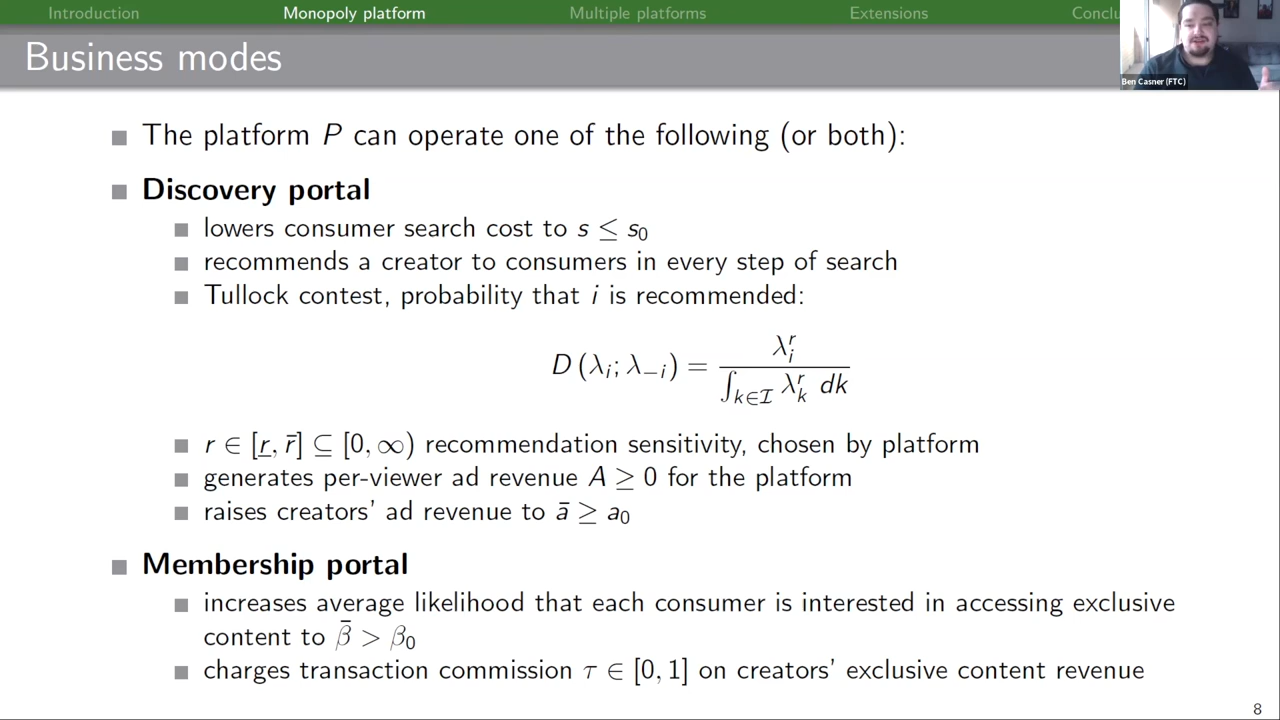 Introduction Monopoly platform Multiple platforms Extensions Conclu
Business modes
Ben Casner (FTC)
The platform P can operate one of the following (or both):
Discovery portal
lowers consumer search cost to s ≤ s₀
recommends a creator to consumers in every step of search
Tullock contest, probability that i is recommended:
D (λᵢ; λ₋ᵢ) = λᵢʳ / ∫_{k∈ℐ} λₖʳ dk
r ∈ [r̲, r̄] ⊆ [0, ∞) recommendation sensitivity, chosen by platform
generates per-viewer ad revenue A ≥ 0 for the platform
raises creators' ad revenue to ā ≥ a₀
Membership portal
increases average likelihood that each consumer is interested in accessing exclusive
content to β̄ > β₀
charges transaction commission τ ∈ [0, 1] on creators' exclusive content revenue
8